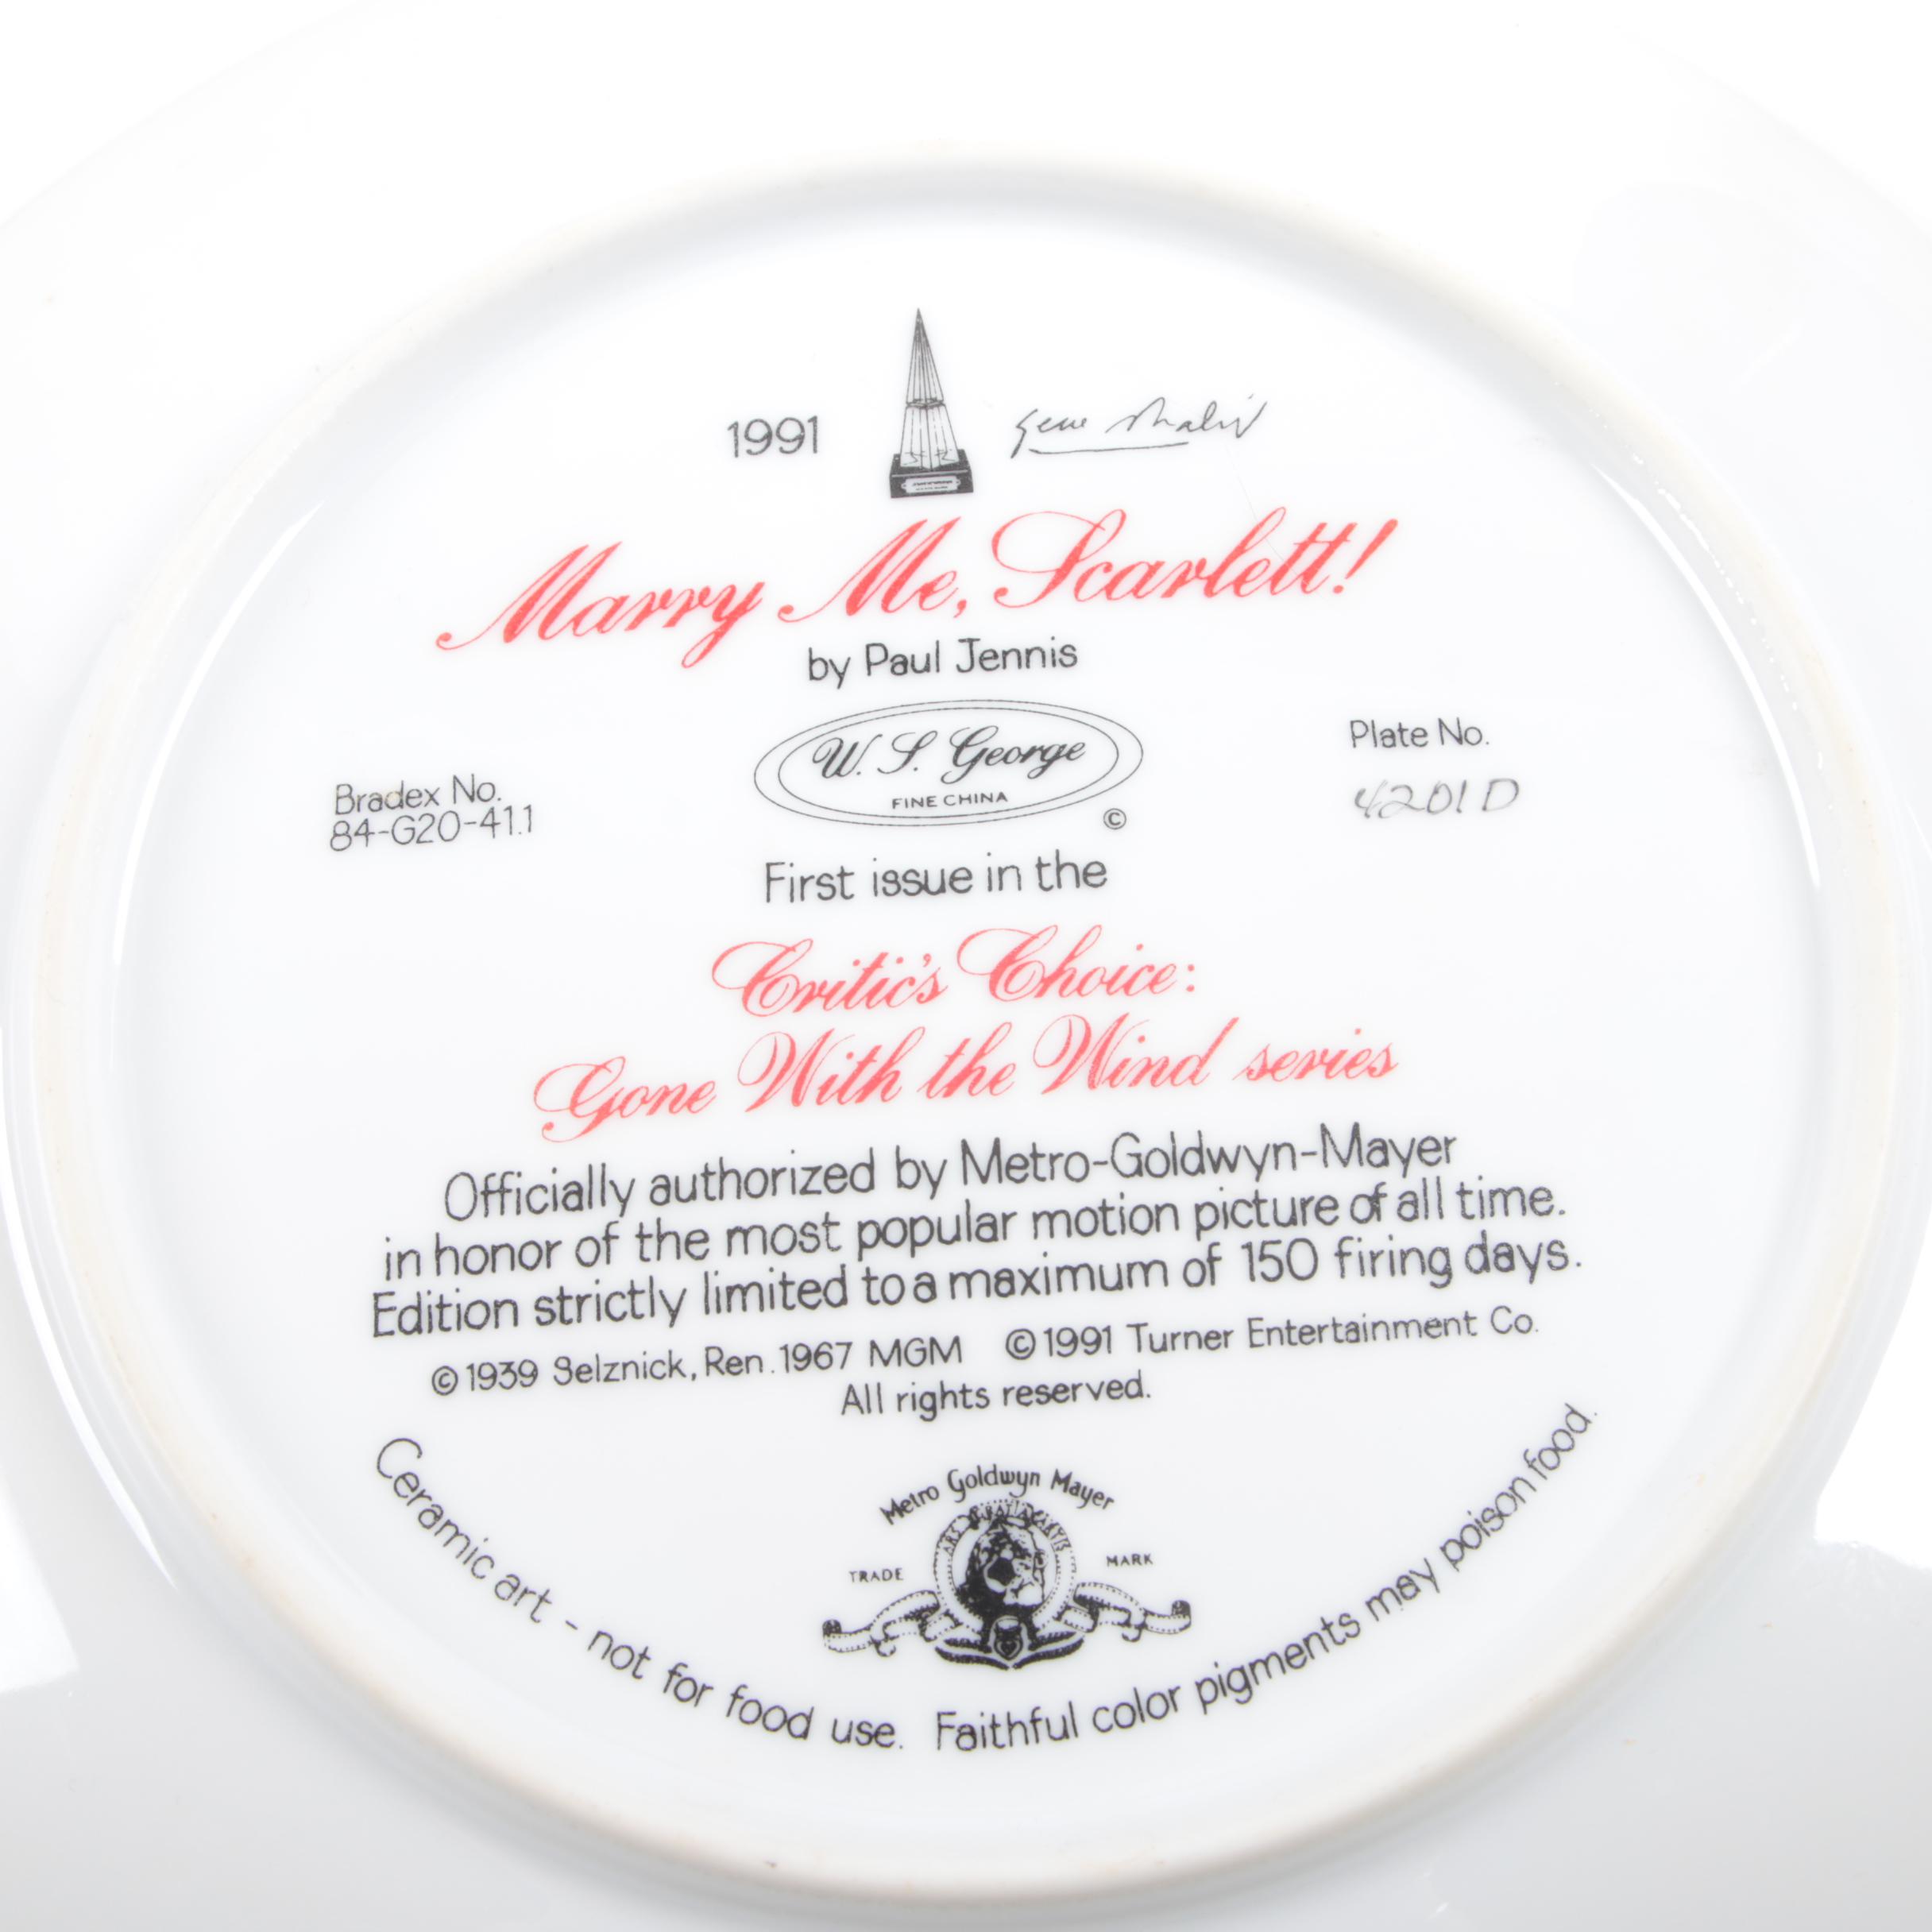 1991
Gene Shalit
Marry Me, Scarlett!
by Paul Jennis
W. S. George
FINE CHINA
©
Bradex No.
84-G20-41.1
Plate No.
4201D
First issue in the
Critic's Choice:
Gone With the Wind series
Officially authorized by Metro-Goldwyn-Mayer
in honor of the most popular motion picture of all time.
Edition strictly limited to a maximum of 150 firing days.
© 1939 Selznick, Ren. 1967 MGM © 1991 Turner Entertainment Co.
All rights reserved.
Metro Goldwyn Mayer
TRADE MARK
Ceramic art - not for food use. Faithful color pigments may poison food.